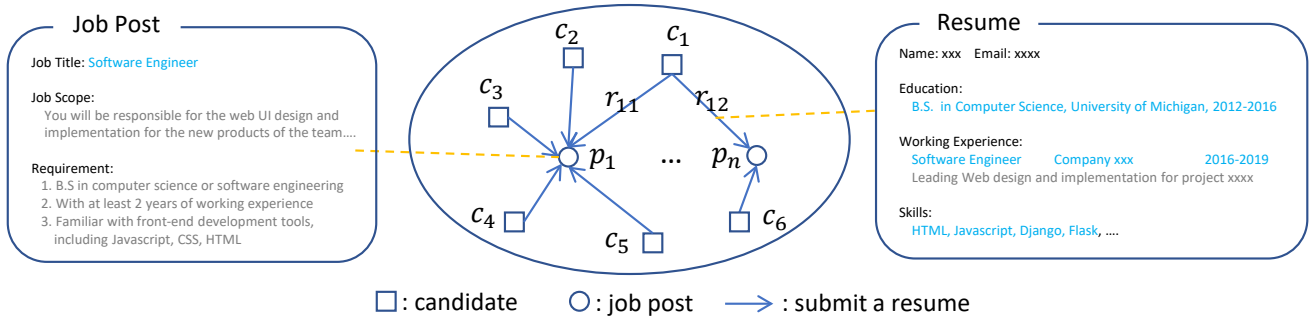 Job Post
Job Title: Software Engineer
Job Scope:
You will be responsible for the web UI design and
implementation for the new products of the team....
Requirement:
1. B.S in computer science or software engineering
2. With at least 2 years of working experience
3. Familiar with front-end development tools,
including Javascript, CSS, HTML
c₂
c₁
c₃
r₁₁
r₁₂
p₁
...
pₙ
c₄
c₅
c₆
Resume
Name: xxx Email: xxxx
Education:
B.S. in Computer Science, University of Michigan, 2012-2016
Working Experience:
Software Engineer Company xxx 2016-2019
Leading Web design and implementation for project xxxx
Skills:
HTML, Javascript, Django, Flask, ....
: candidate : job post : submit a resume